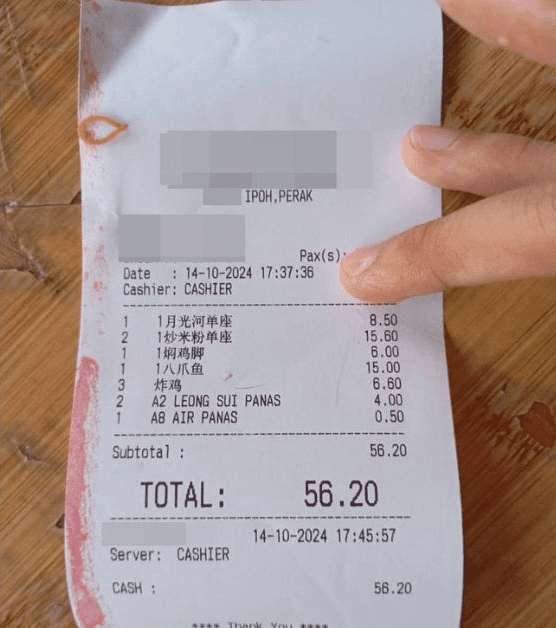 IPOH,PERAK
Pax(s):
Date : 14-10-2024 17:37:36
Cashier: CASHIER
1 1月光河单座 8.50
2 1炒米粉单座 15.60
1 1焖鸡脚 6.00
1 1八爪鱼 15.00
3 炸鸡 6.60
2 A2 LEONG SUI PANAS 4.00
1 A8 AIR PANAS 0.50
Subtotal : 56.20
TOTAL: 56.20
14-10-2024 17:45:57
Server: CASHIER
CASH : 56.20
**** Thank You ****